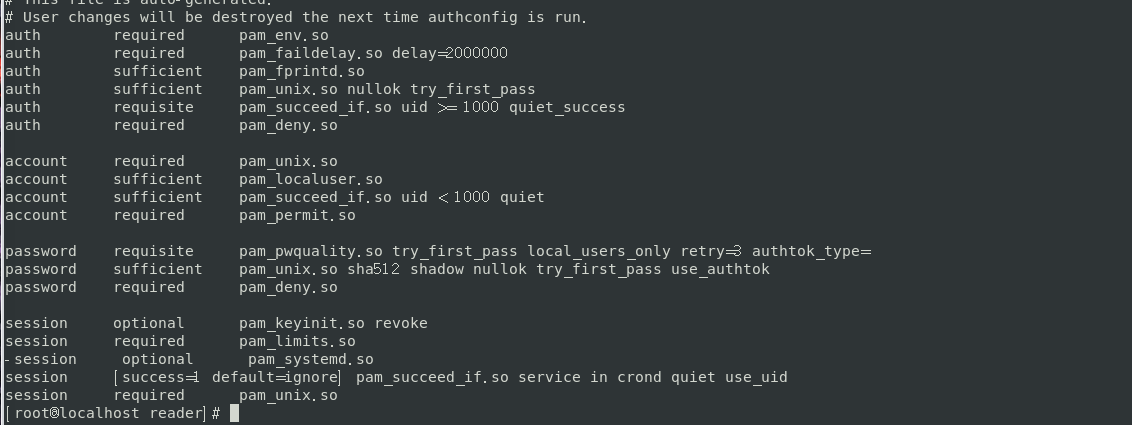 # This file is auto-generated.
# User changes will be destroyed the next time authconfig is run.
auth required pam_env.so
auth required pam_faildelay.so delay=2000000
auth sufficient pam_fprintd.so
auth sufficient pam_unix.so nullok try_first_pass
auth requisite pam_succeed_if.so uid >= 1000 quiet_success
auth required pam_deny.so
account required pam_unix.so
account sufficient pam_localuser.so
account sufficient pam_succeed_if.so uid < 1000 quiet
account required pam_permit.so
password requisite pam_pwquality.so try_first_pass local_users_only retry=3 authtok_type=
password sufficient pam_unix.so sha512 shadow nullok try_first_pass use_authtok
password required pam_deny.so
session optional pam_keyinit.so revoke
session required pam_limits.so
-session optional pam_systemd.so
session [success=1 default=ignore] pam_succeed_if.so service in crond quiet use_uid
session required pam_unix.so
[root@localhost reader]#